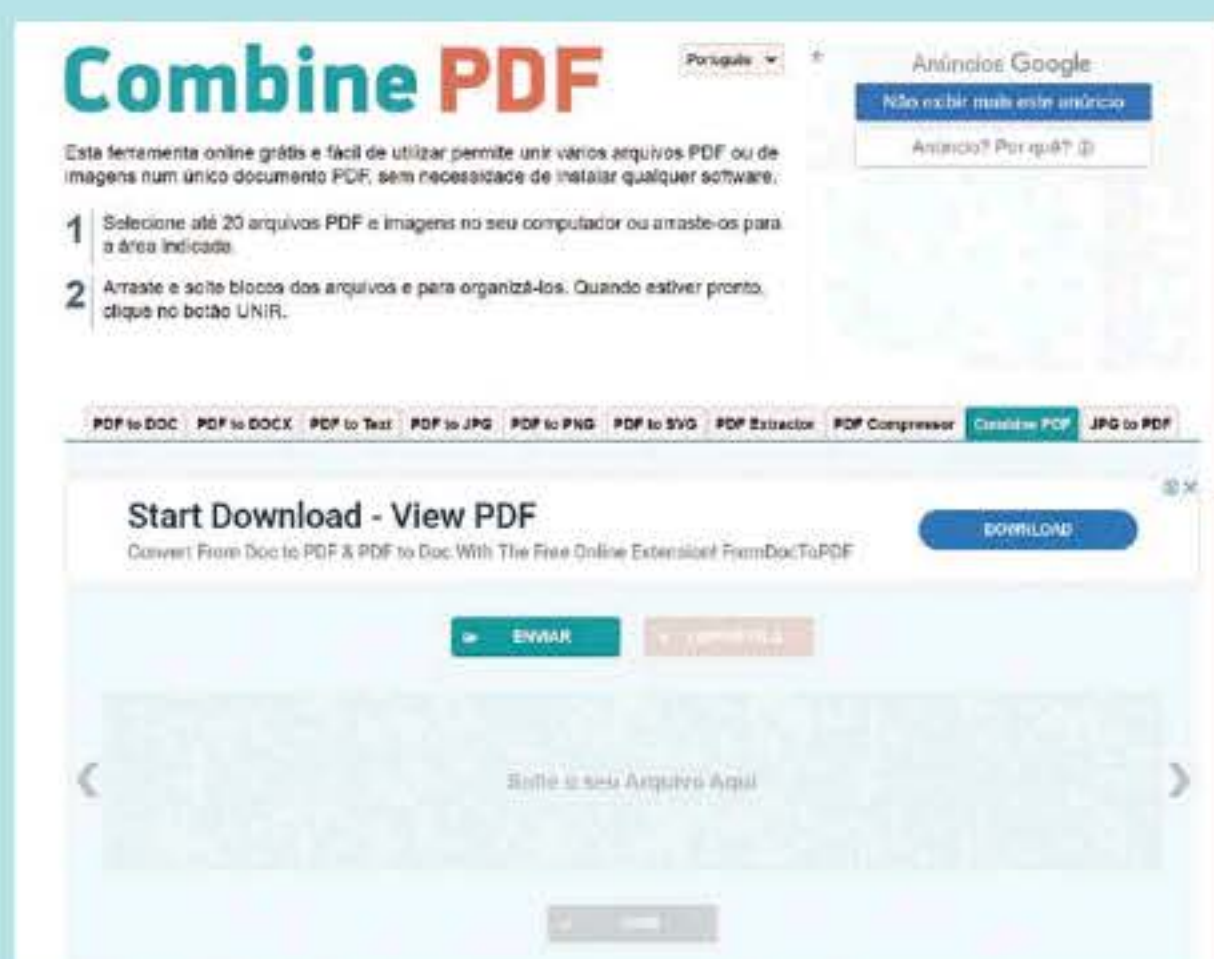 Combine PDF
Português
Anúncios Google
Não exibir mais este anúncio
Anúncio? Por quê?
Esta ferramenta online grátis e fácil de utilizar permite unir vários arquivos PDF ou de
imagens num único documento PDF, sem necessidade de instalar qualquer software.
1 Selecione até 20 arquivos PDF e imagens no seu computador ou arraste-os para
a área indicada.
2 Arraste e solte blocos dos arquivos e para organizá-los. Quando estiver pronto,
clique no botão UNIR.
PDF to DOC PDF to DOCX PDF to Text PDF to JPG PDF to PNG PDF to SVG PDF Extractor PDF Compressor Combine PDF JPG to PDF
Start Download - View PDF
Convert From Doc to PDF & PDF to Doc With The Free Online Extension! FromDocToPDF
DOWNLOAD
ENVIAR
Solte o seu Arquivo Aqui